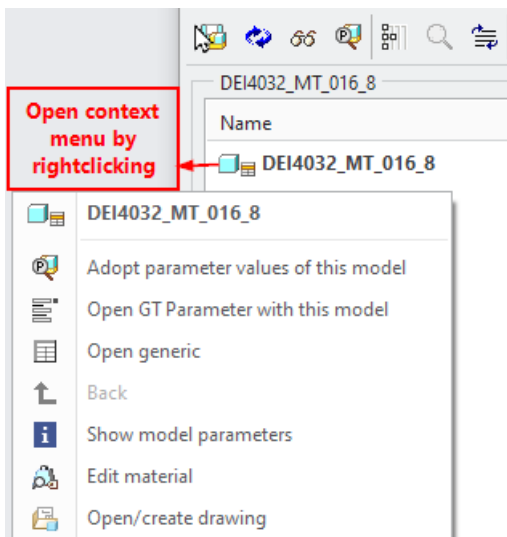 DEI4032_MT_016_8
Open context
menu by
rightclicking
Name
DEI4032_MT_016_8
DEI4032_MT_016_8
Adopt parameter values of this model
Open GT Parameter with this model
Open generic
Back
Show model parameters
Edit material
Open/create drawing